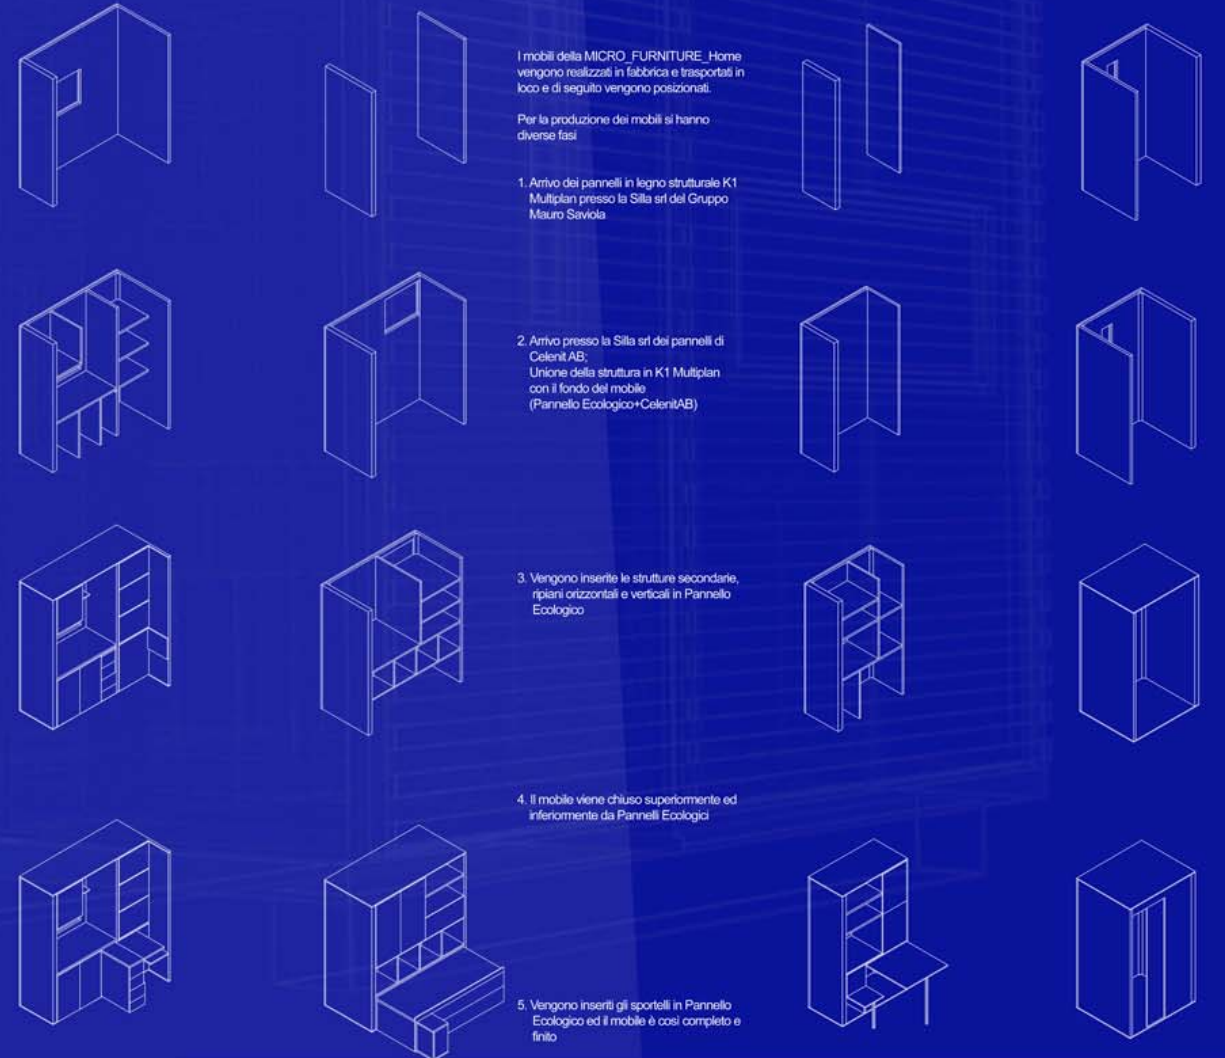 I mobili della MICRO_FURNITURE_Home
vengono realizzati in fabbrica e trasportati in
loco e di seguito vengono posizionati.
Per la produzione dei mobili si hanno
diverse fasi
1. Arrivo dei pannelli in legno strutturale K1
Multiplan presso la Silla srl del Gruppo
Mauro Saviola
2. Arrivo presso la Silla srl dei pannelli di
Celenit AB;
Unione della struttura in K1 Multiplan
con il fondo del mobile
(Pannello Ecologico+CelenitAB)
3. Vengono inserite le strutture secondarie,
ripiani orizzontali e verticali in Pannello
Ecologico
4. Il mobile viene chiuso superiormente ed
inferiormente da Pannelli Ecologici
5. Vengono inseriti gli sportelli in Pannello
Ecologico ed il mobile è così completo e
finito